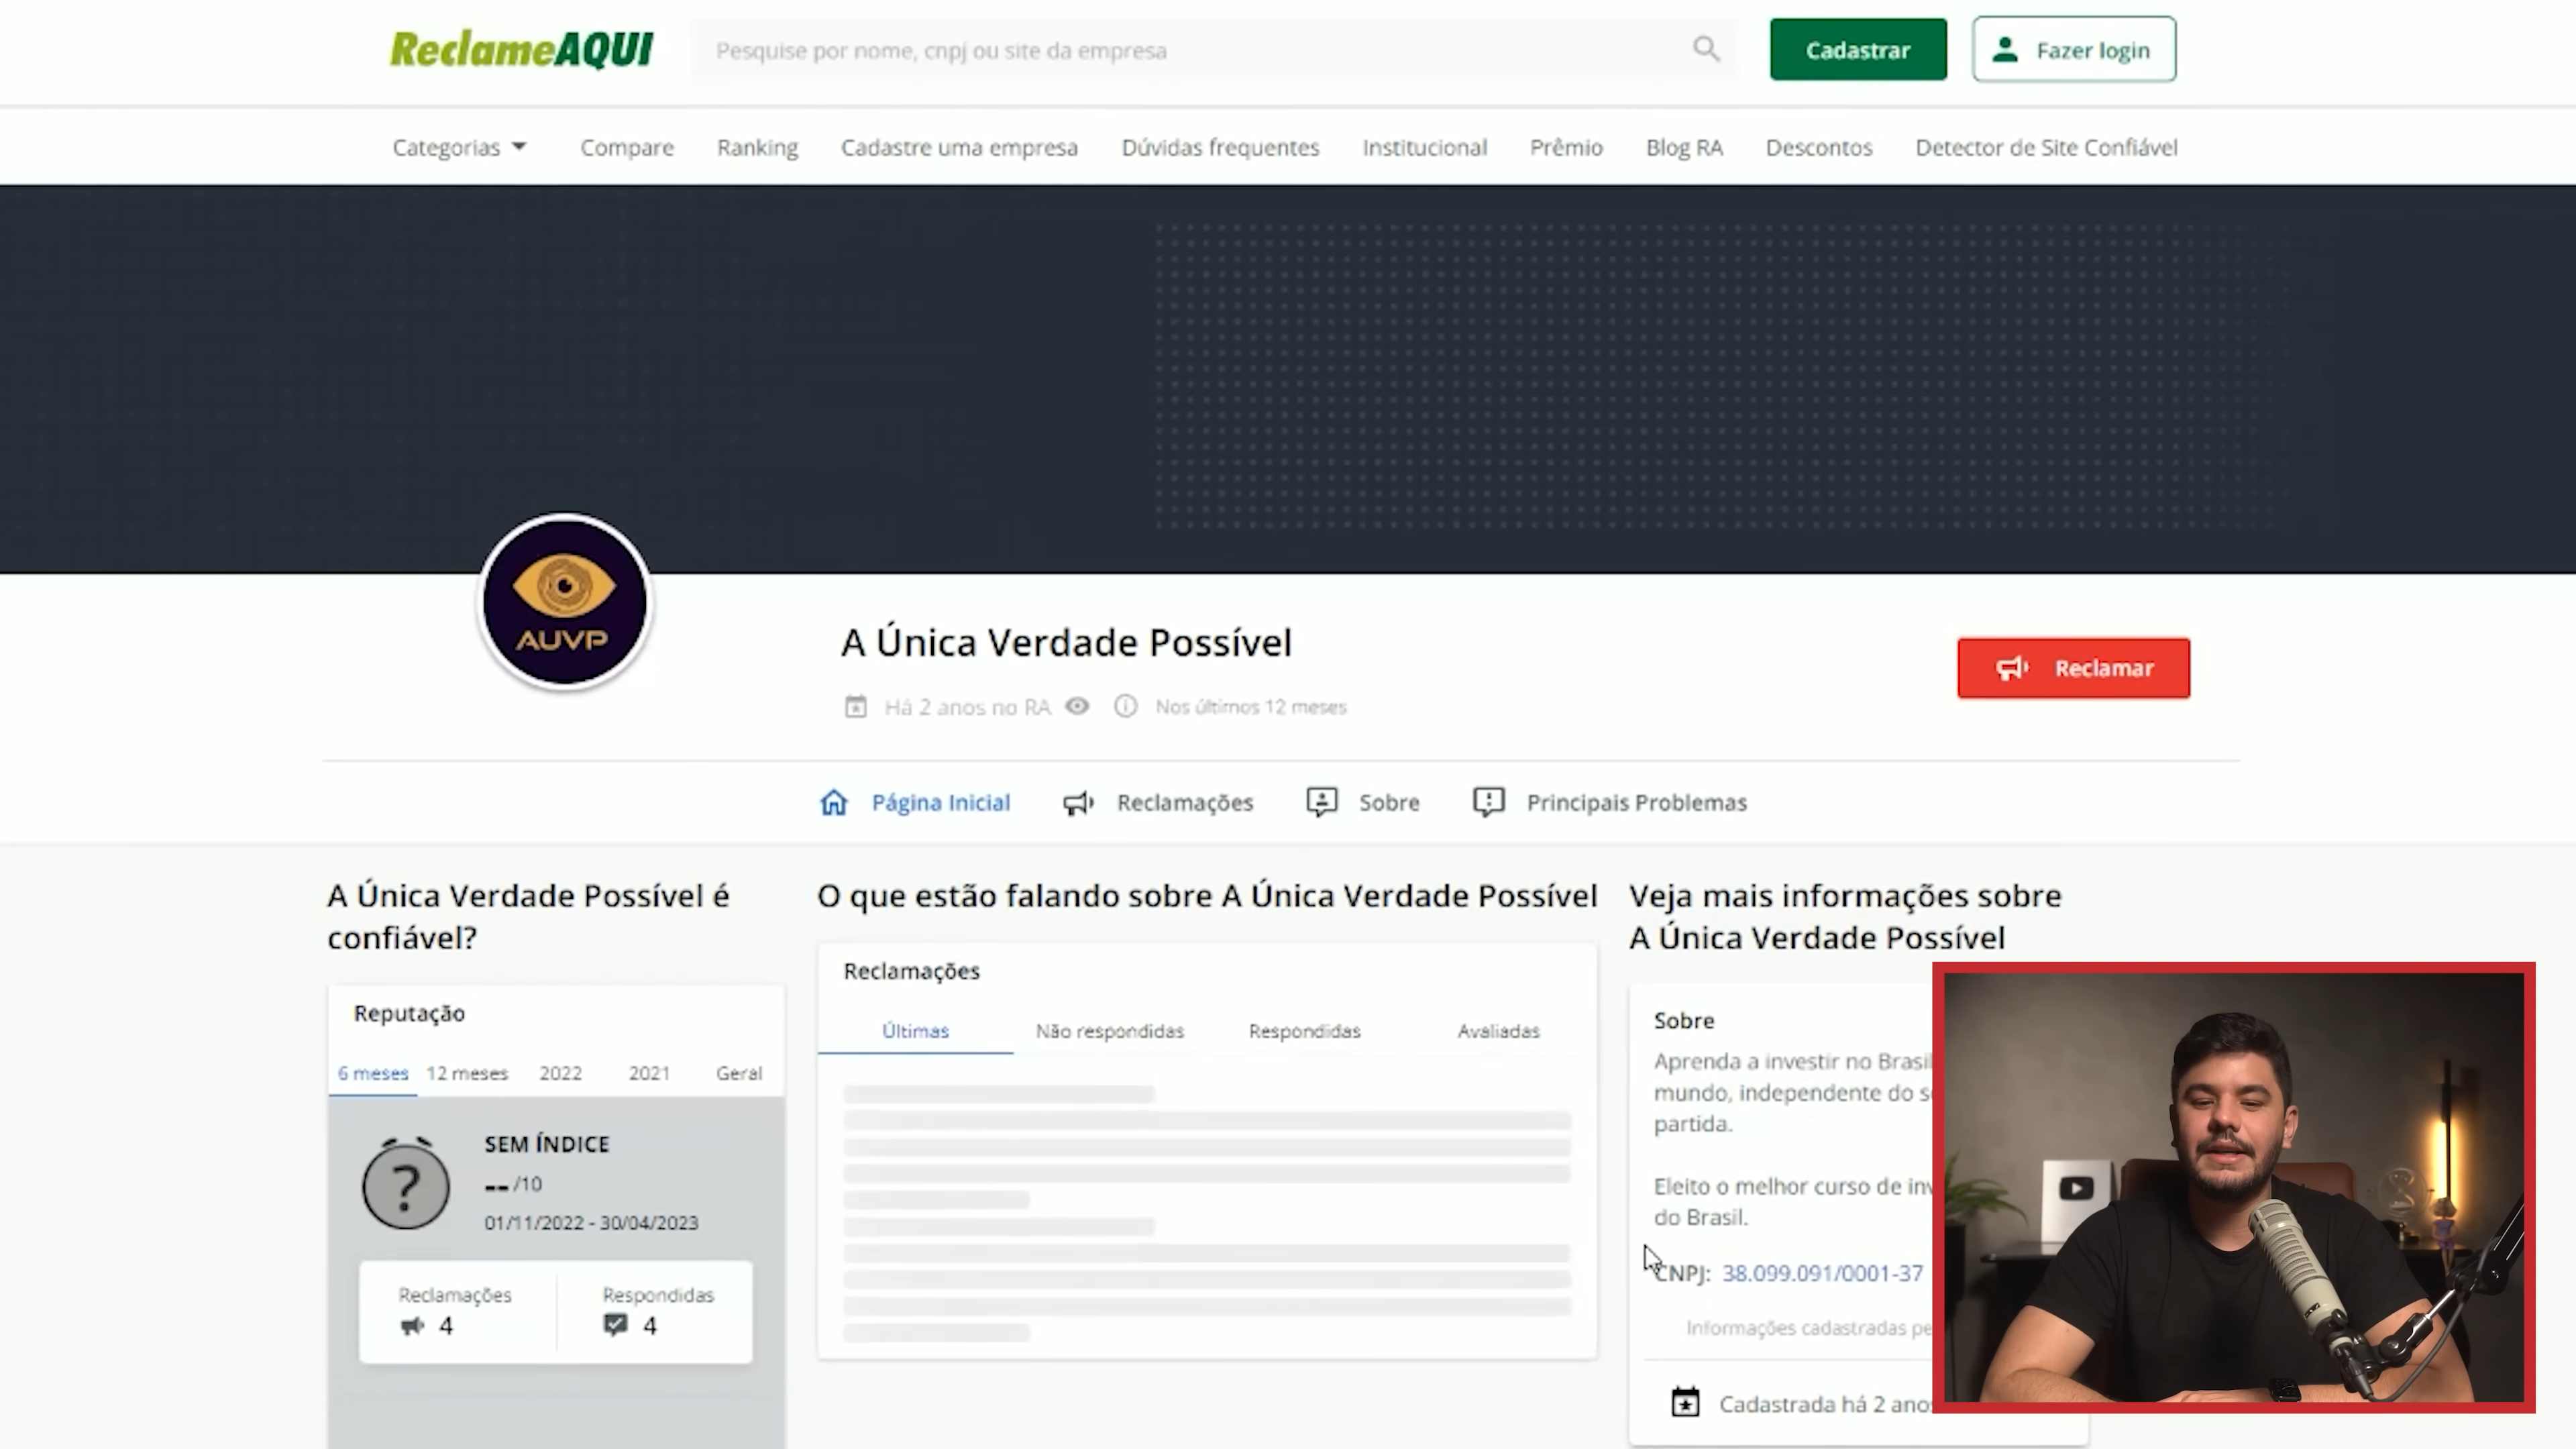 ReclameAQUI
Pesquise por nome, cnpj ou site da empresa
Cadastrar
Fazer login
Categorias
Compare
Ranking
Cadastre uma empresa
Dúvidas frequentes
Institucional
Prêmio
Blog RA
Descontos
Detector de Site Confiável
AUVP
A Única Verdade Possível
Há 2 anos no RA
Nos últimos 12 meses
Reclamar
Página Inicial
Reclamações
Sobre
Principais Problemas
A Única Verdade Possível é
confiável?
Reputação
6 meses
12 meses
2022
2021
Geral
SEM ÍNDICE
-- /10
01/11/2022 - 30/04/2023
Reclamações
4
Respondidas
4
O que estão falando sobre A Única Verdade Possível
Reclamações
Últimas
Não respondidas
Respondidas
Avaliadas
Veja mais informações sobre
A Única Verdade Possível
Sobre
Aprenda a investir no Brasil
mundo, independente do
partida.
Eleito o melhor curso de
do Brasil.
CNPJ: 38.099.091/0001-37
Informações cadastradas
Cadastrada há 2